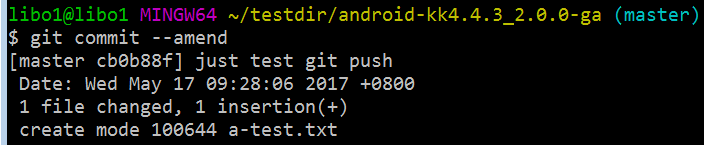 libo1@libo1 MINGW64 ~/testdir/android-kk4.4.3_2.0.0-ga (master)
$ git commit --amend
[master cb0b88f] just test git push
 Date: Wed May 17 09:28:06 2017 +0800
 1 file changed, 1 insertion(+)
 create mode 100644 a-test.txt